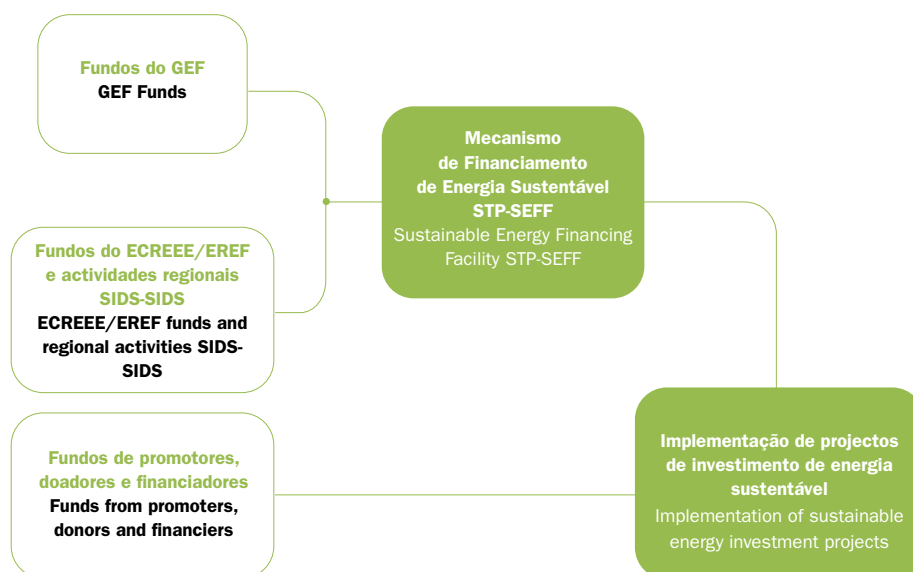 Fundos do GEF
GEF Funds
Mecanismo
de Financiamento
de Energia Sustentável
STP-SEFF
Sustainable Energy Financing
Facility STP-SEFF
Fundos do ECREEE/EREF
e actividades regionais
SIDS-SIDS
ECREEE/EREF funds and
regional activities SIDS-
SIDS
Fundos de promotores,
doadores e financiadores
Funds from promoters,
donors and financiers
Implementação de projectos
de investimento de energia
sustentável
Implementation of sustainable
energy investment projects